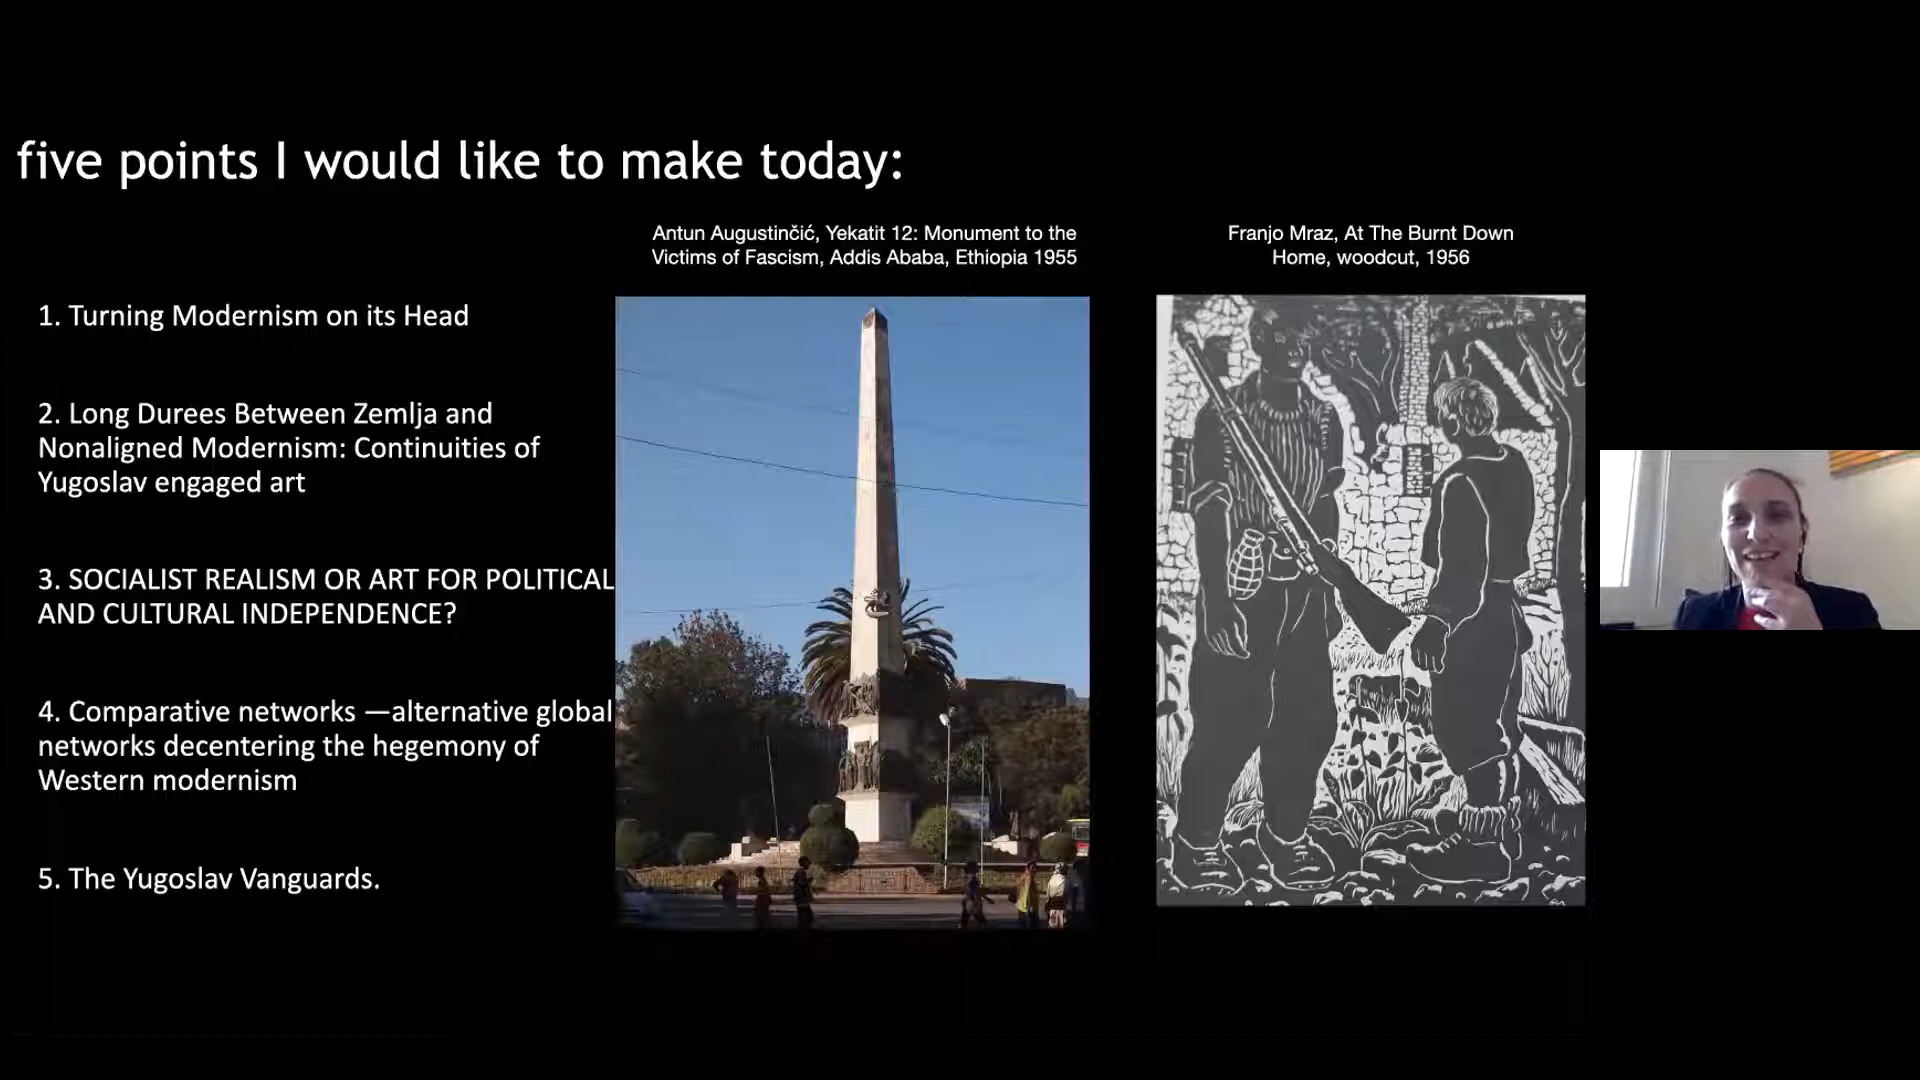 five points I would like to make today:
Antun Augustinčić, Yekatit 12: Monument to the
Victims of Fascism, Addis Ababa, Ethiopia 1955
Franjo Mraz, At The Burnt Down
Home, woodcut, 1956
1. Turning Modernism on its Head
2. Long Durees Between Zemlja and
Nonaligned Modernism: Continuities of
Yugoslav engaged art
3. SOCIALIST REALISM OR ART FOR POLITICAL
AND CULTURAL INDEPENDENCE?
4. Comparative networks —alternative global
networks decentering the hegemony of
Western modernism
5. The Yugoslav Vanguards.